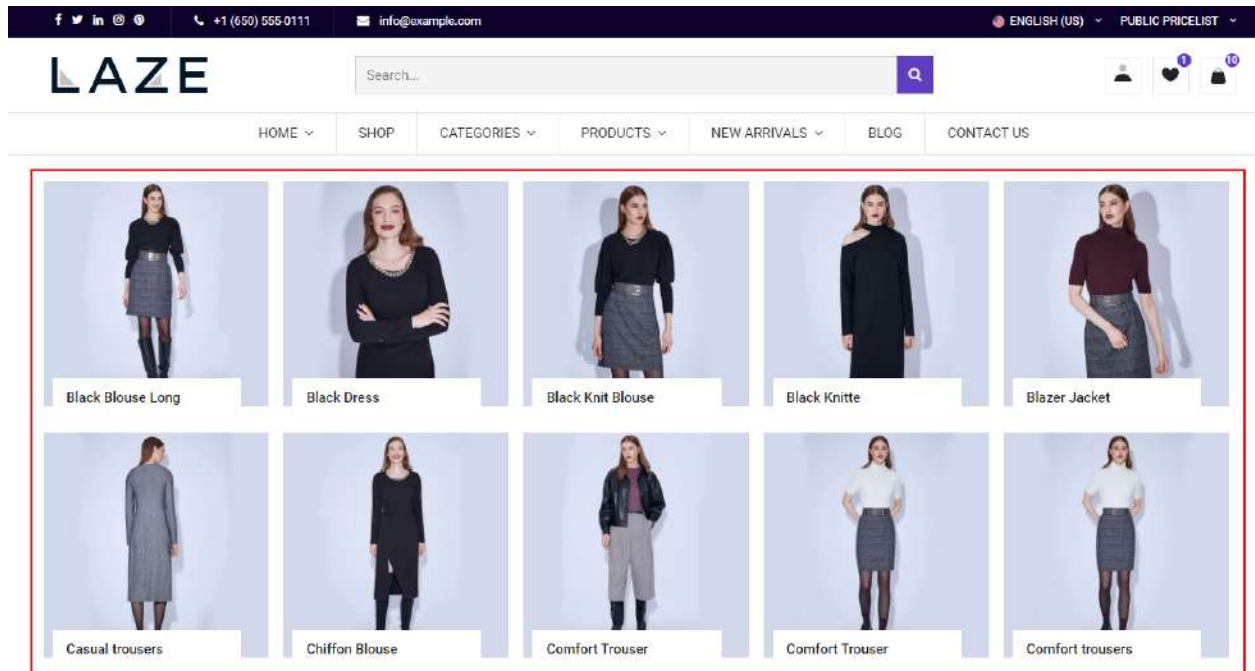 +1 (650) 555-0111 info@example.com ENGLISH (US) PUBLIC PRICELIST
LAZE Search... 1 10
HOME SHOP CATEGORIES PRODUCTS NEW ARRIVALS BLOG CONTACT US
Black Blouse Long Black Dress Black Knit Blouse Black Knitte Blazer Jacket
Casual trousers Chiffon Blouse Comfort Trouser Comfort Trouser Comfort trousers